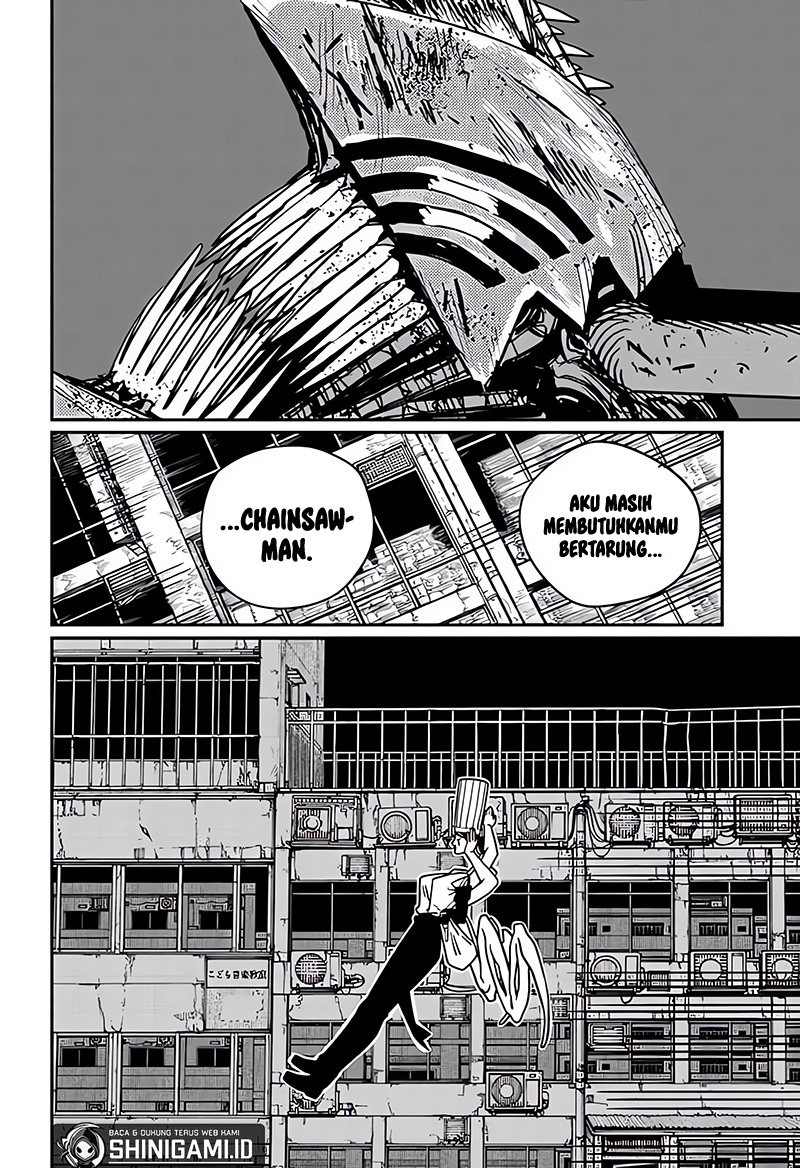 AKU MASIH
MEMBUTUHKANMU
BERTARUNG...
...CHAINSAW-
MAN.
BACA & DUKUNG TERUS WEB KAMI
SHINIGAMI.ID